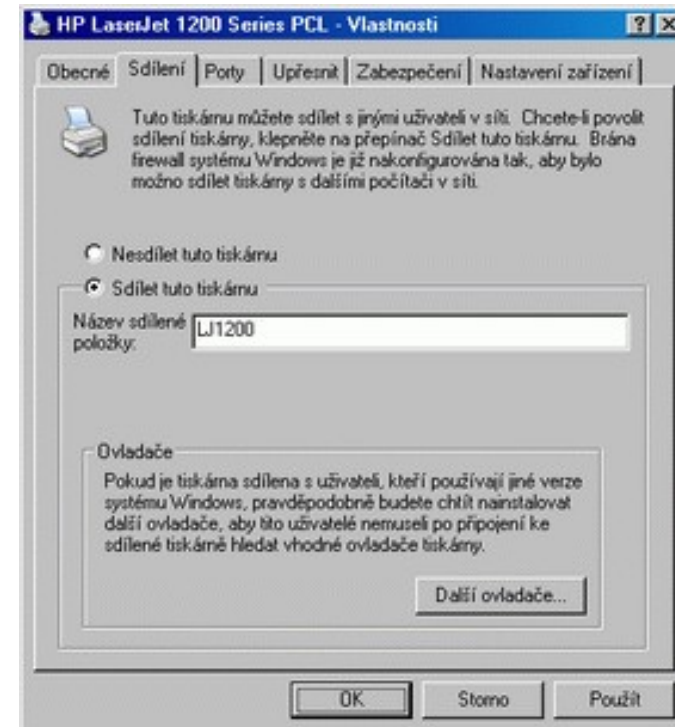 HP LaserJet 1200 Series PCL - Vlastnosti
Obecné Sdílení Porty Upřesnit Zabezpečení Nastavení zařízení
Tuto tiskárnu můžete sdílet s jinými uživateli v síti. Chcete-li povolit
sdílení tiskárny, klepněte na přepínač Sdílet tuto tiskárnu. Brána
firewall systému Windows je již nakonfigurována tak, aby bylo
možno sdílet tiskárny s dalšími počítači v síti.
Nesdílet tuto tiskárnu
Sdílet tuto tiskárnu
Název sdílené
položky:
LJ1200
Ovladače
Pokud je tiskárna sdílena s uživateli, kteří používají jiné verze
systému Windows, pravděpodobně budete chtít nainstalovat
další ovladače, aby tito uživatelé nemuseli po připojení ke
sdílené tiskárně hledat vhodné ovladače tiskárny.
Další ovladače...
OK Storno Použít